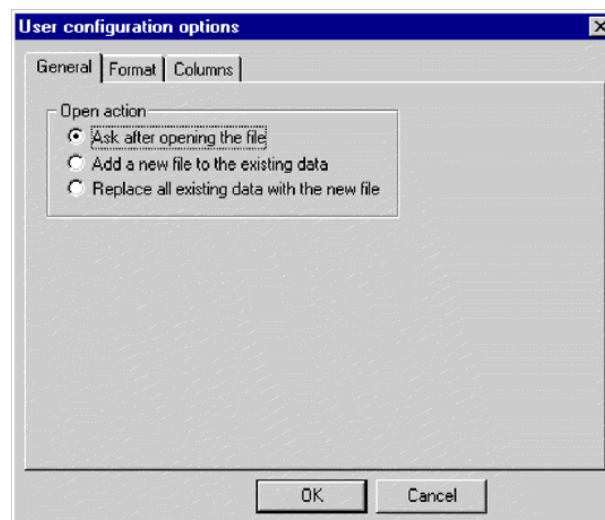 User configuration options
General Format Columns
Open action
Ask after opening the file
Add a new file to the existing data
Replace all existing data with the new file
OK Cancel